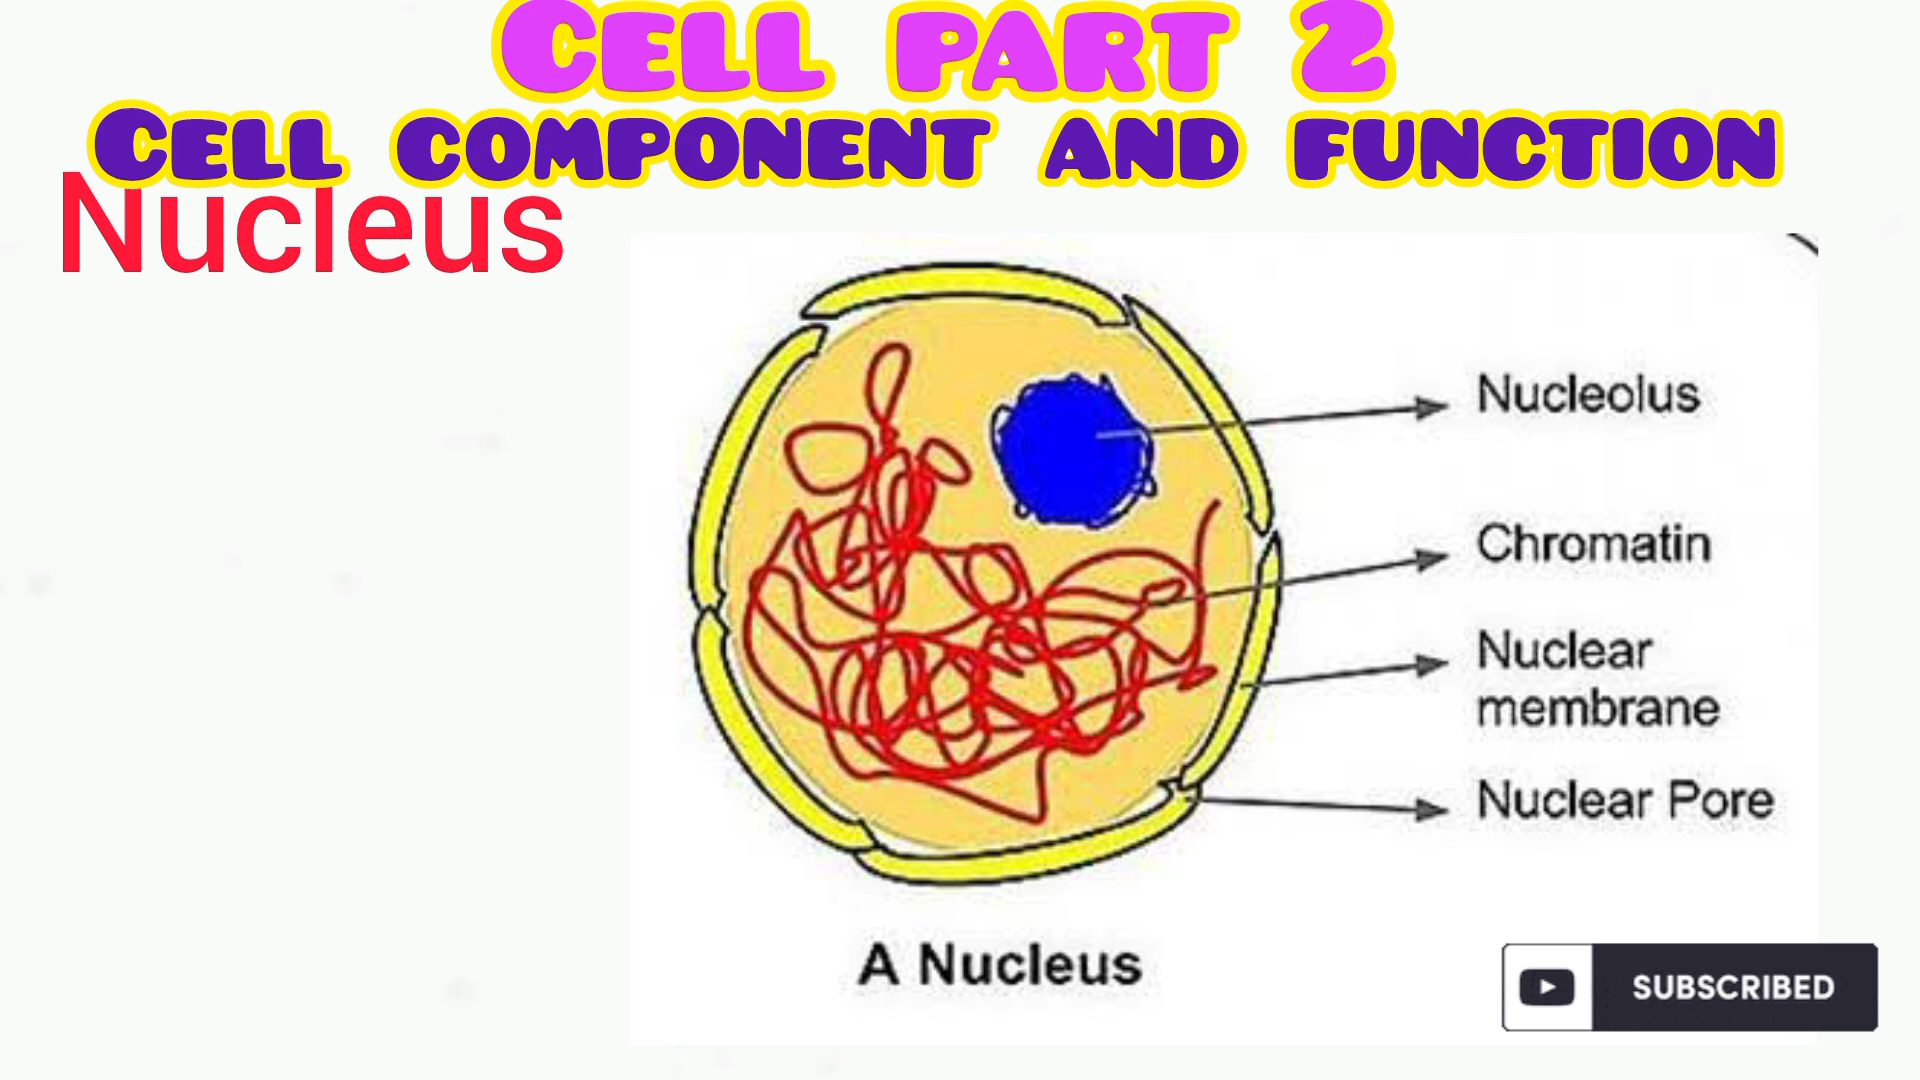 Cell part 2
Cell component and function
Nucleus
Nucleolus
Chromatin
Nuclear
membrane
Nuclear Pore
A Nucleus
SUBSCRIBED